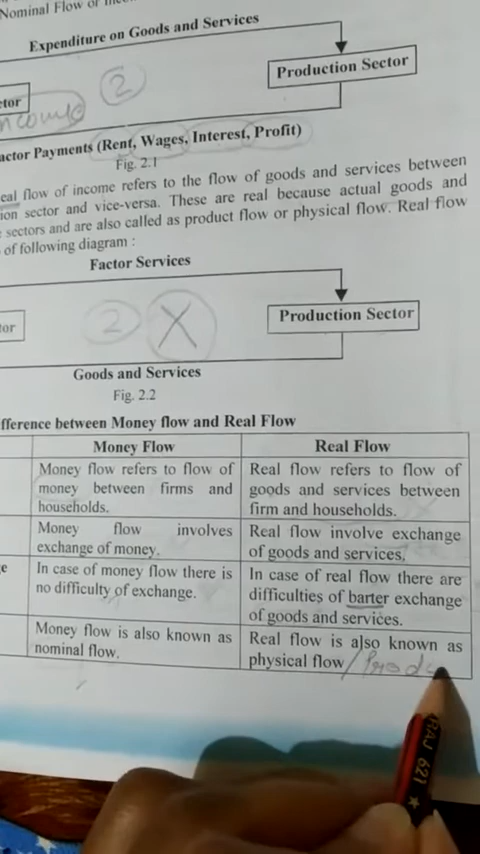 Nominal Flow of
Expenditure on Goods and Services
Production Sector
②
actor Payments (Rent, Wages, Interest, Profit)
Fig. 2.1
eal flow of income refers to the flow of goods and services between
ion sector and vice-versa. These are real because actual goods and
sectors and are also called as product flow or physical flow. Real flow
of following diagram :
Factor Services
Production Sector
② X
Goods and Services
Fig. 2.2
ifference between Money flow and Real Flow
Money Flow
Real Flow
Money flow refers to flow of
money between firms and
households.
Real flow refers to flow of
goods and services between
firm and households.
Money flow involves
exchange of money.
Real flow involve exchange
of goods and services.
In case of money flow there is
no difficulty of exchange.
In case of real flow there are
difficulties of barter exchange
of goods and services.
Money flow is also known as
nominal flow.
Real flow is also known as
physical flow/
RAJ 621